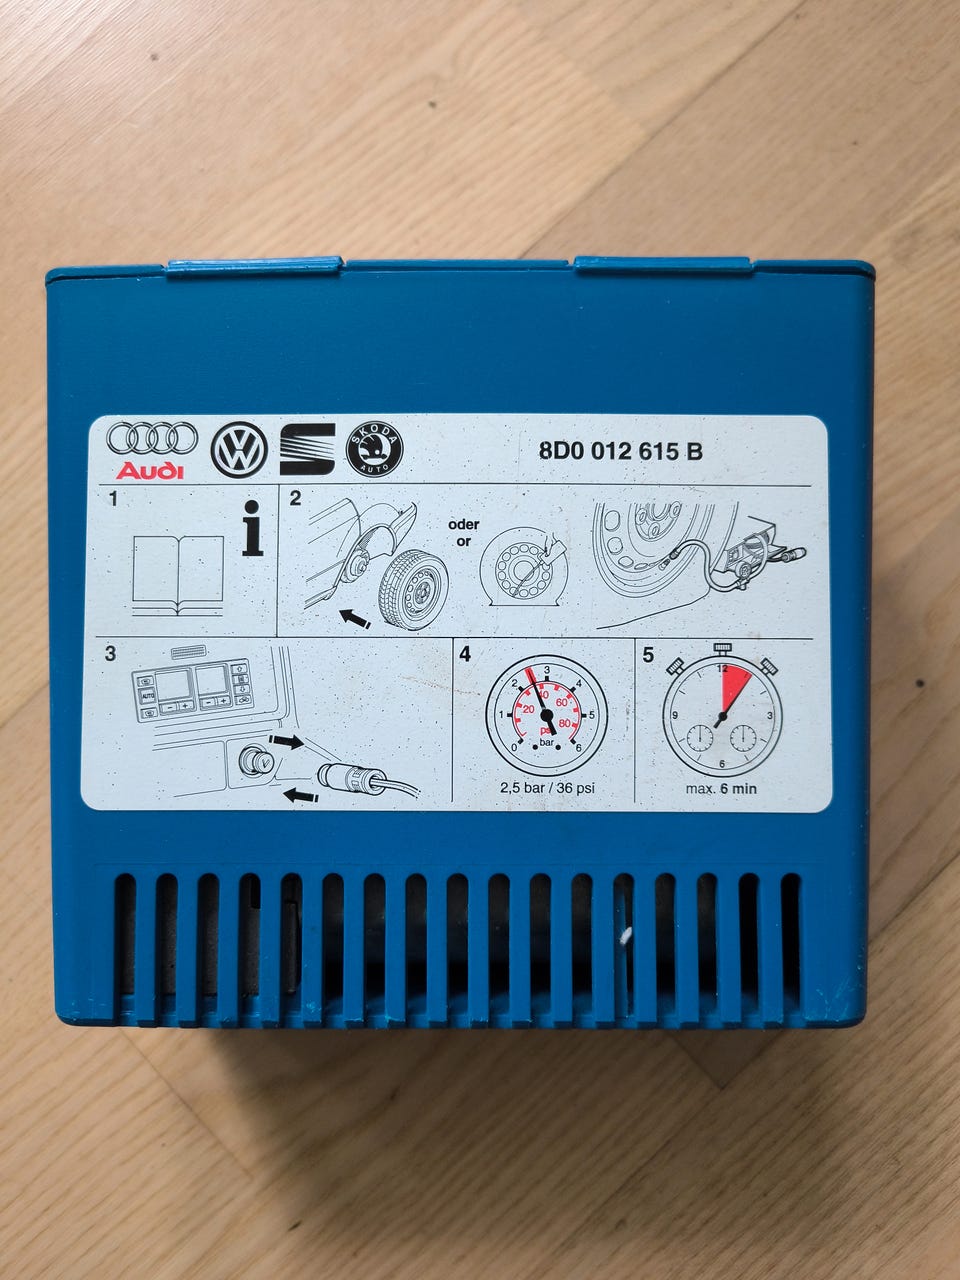 Audi
ŠKODA
AUTO
8D0 012 615 B
1
i
2
oder
or
3
AUTO
4
0 1 2 3 4 5 6
20 40 60 80
psi
bar
2,5 bar / 36 psi
5
12
9 3
6
max. 6 min